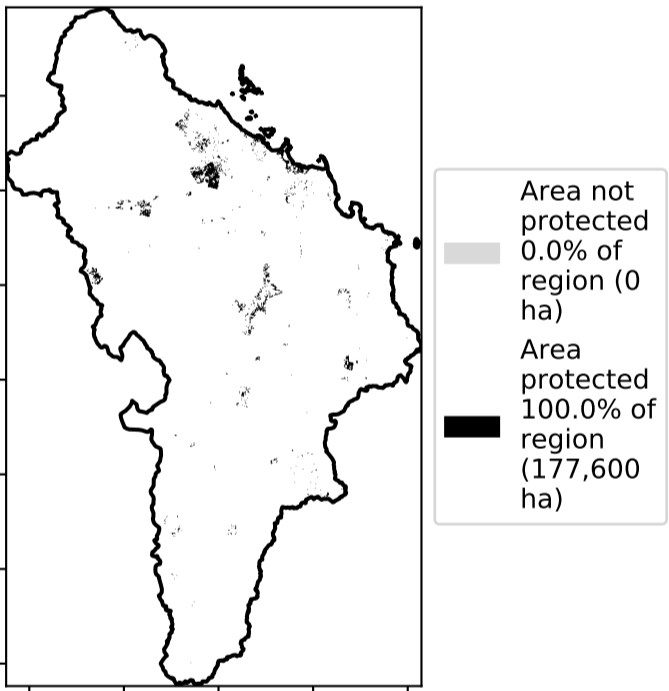 Area not
protected
0.0% of
region (0
ha)
Area
protected
100.0% of
region
(177,600
ha)